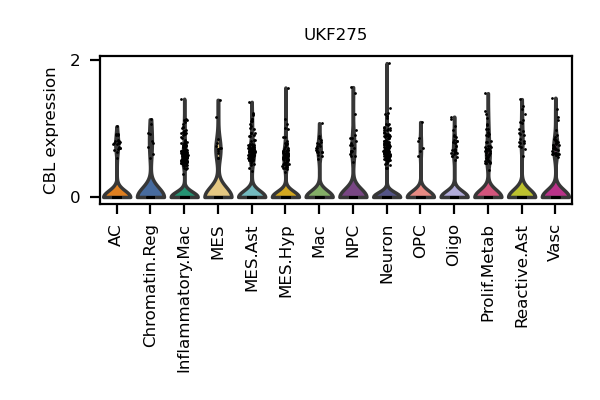 UKF275
CBL expression
2
0
AC
Chromatin.Reg
Inflammatory.Mac
MES
MES.Ast
MES.Hyp
Mac
NPC
Neuron
OPC
Oligo
Prolif.Metab
Reactive.Ast
Vasc